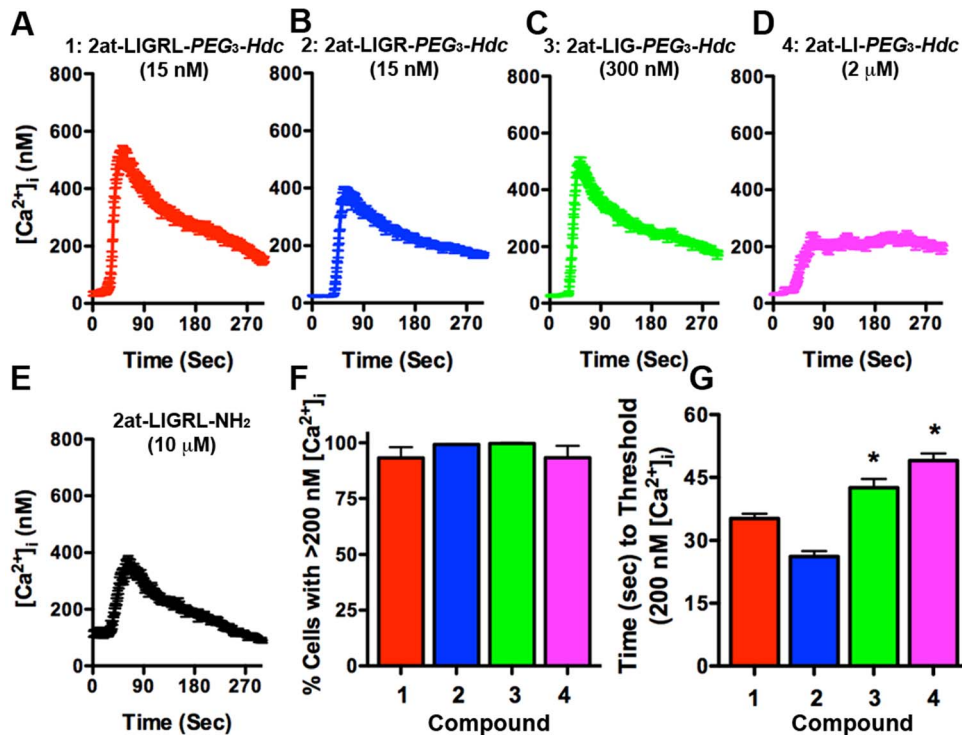 A
1: 2at-LIGRL-PEG₃-Hdc
(15 nM)
800
600
400
200
0
[Ca²⁺]ᵢ (nM)
0 90 180 270
Time (Sec)
B
2: 2at-LIGR-PEG₃-Hdc
(15 nM)
800
600
400
200
0
0 90 180 270
Time (Sec)
C
3: 2at-LIG-PEG₃-Hdc
(300 nM)
800
600
400
200
0
0 90 180 270
Time (Sec)
D
4: 2at-LI-PEG₃-Hdc
(2 μM)
800
600
400
200
0
0 90 180 270
Time (Sec)
E
2at-LIGRL-NH₂
(10 μM)
800
600
400
200
0
[Ca²⁺]ᵢ (nM)
0 90 180 270
Time (Sec)
F
% Cells with >200 nM [Ca²⁺]ᵢ
100
75
50
25
0
1 2 3 4
Compound
G
Time (sec) to Threshold
(200 nM [Ca²⁺]ᵢ)
60
45
30
15
0
* *
1 2 3 4
Compound